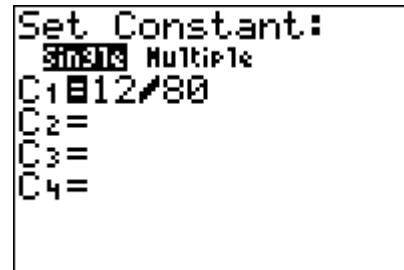 Set Constant:
Single Multiple
C₁=12/80
C₂=
C₃=
C₄=